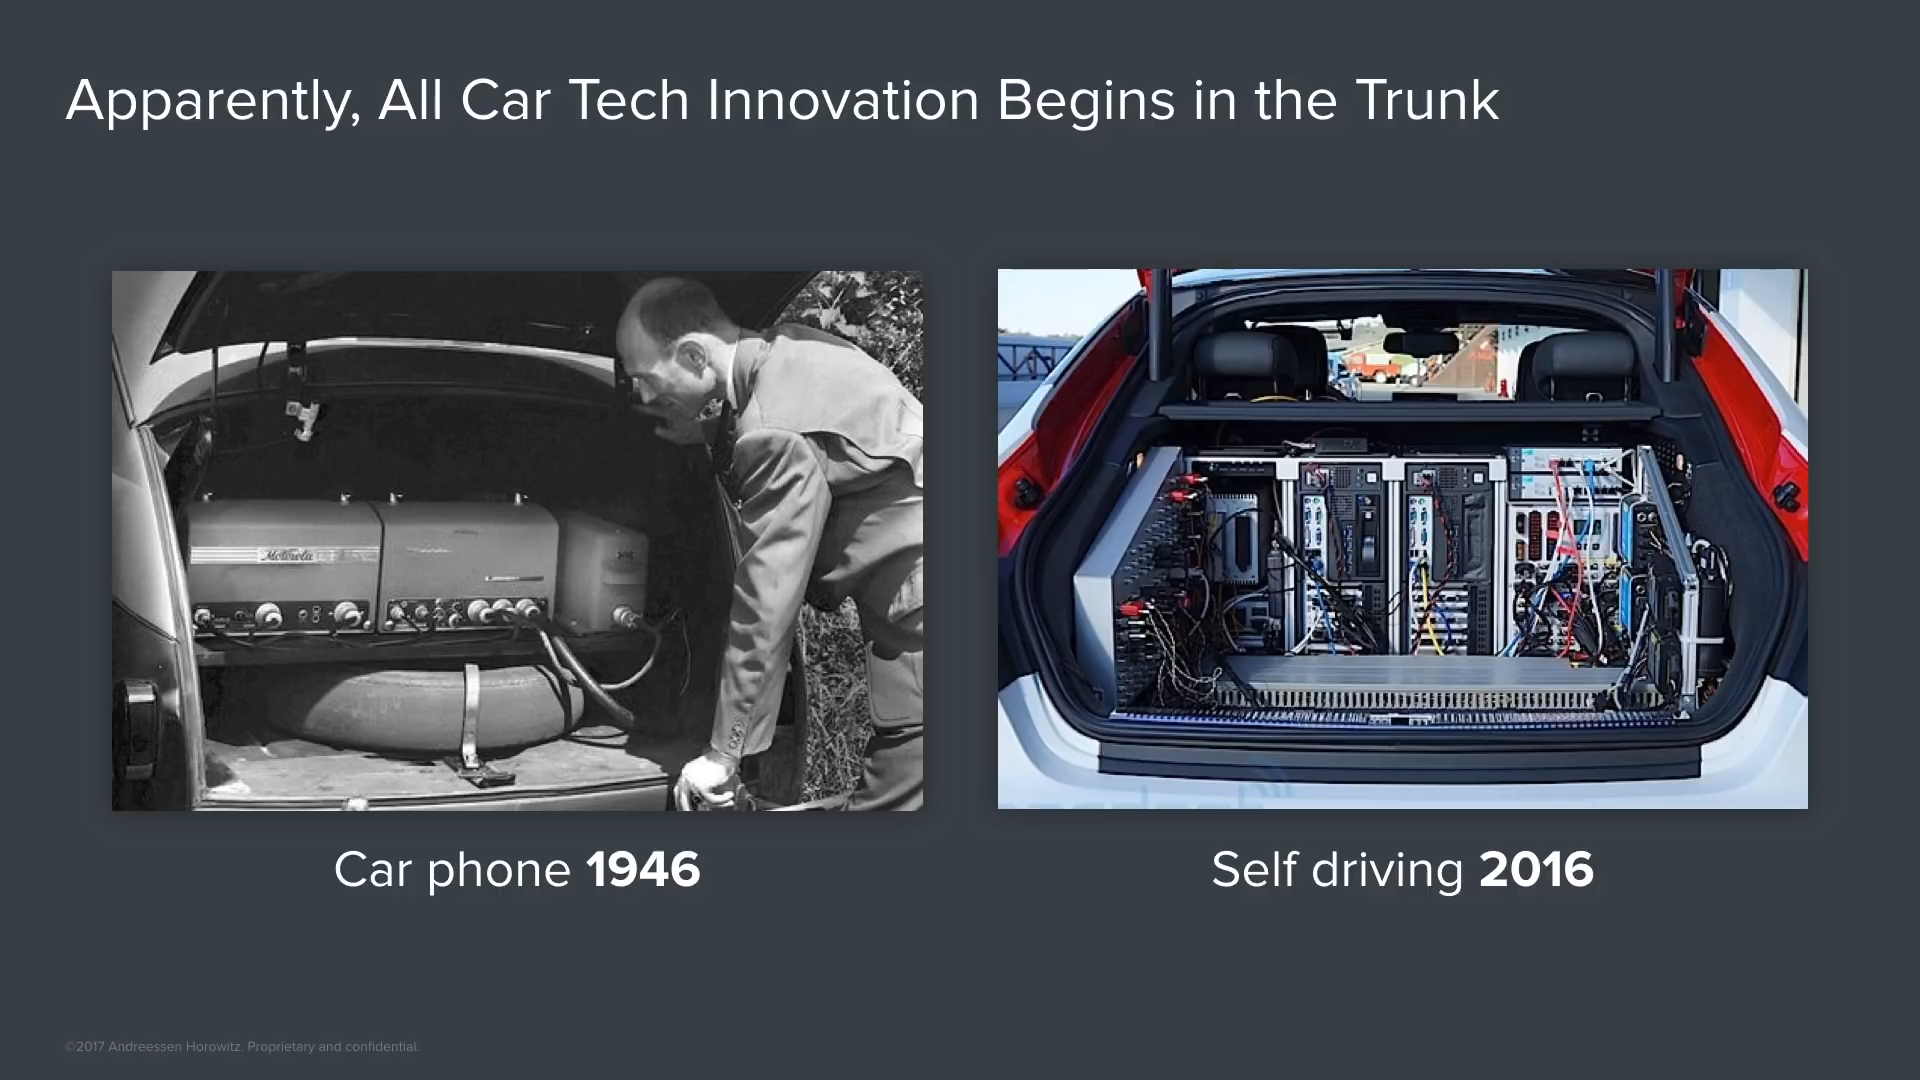 Apparently, All Car Tech Innovation Begins in the Trunk
Motorola
Car phone 1946
Self driving 2016
©2017 Andreessen Horowitz. Proprietary and confidential.